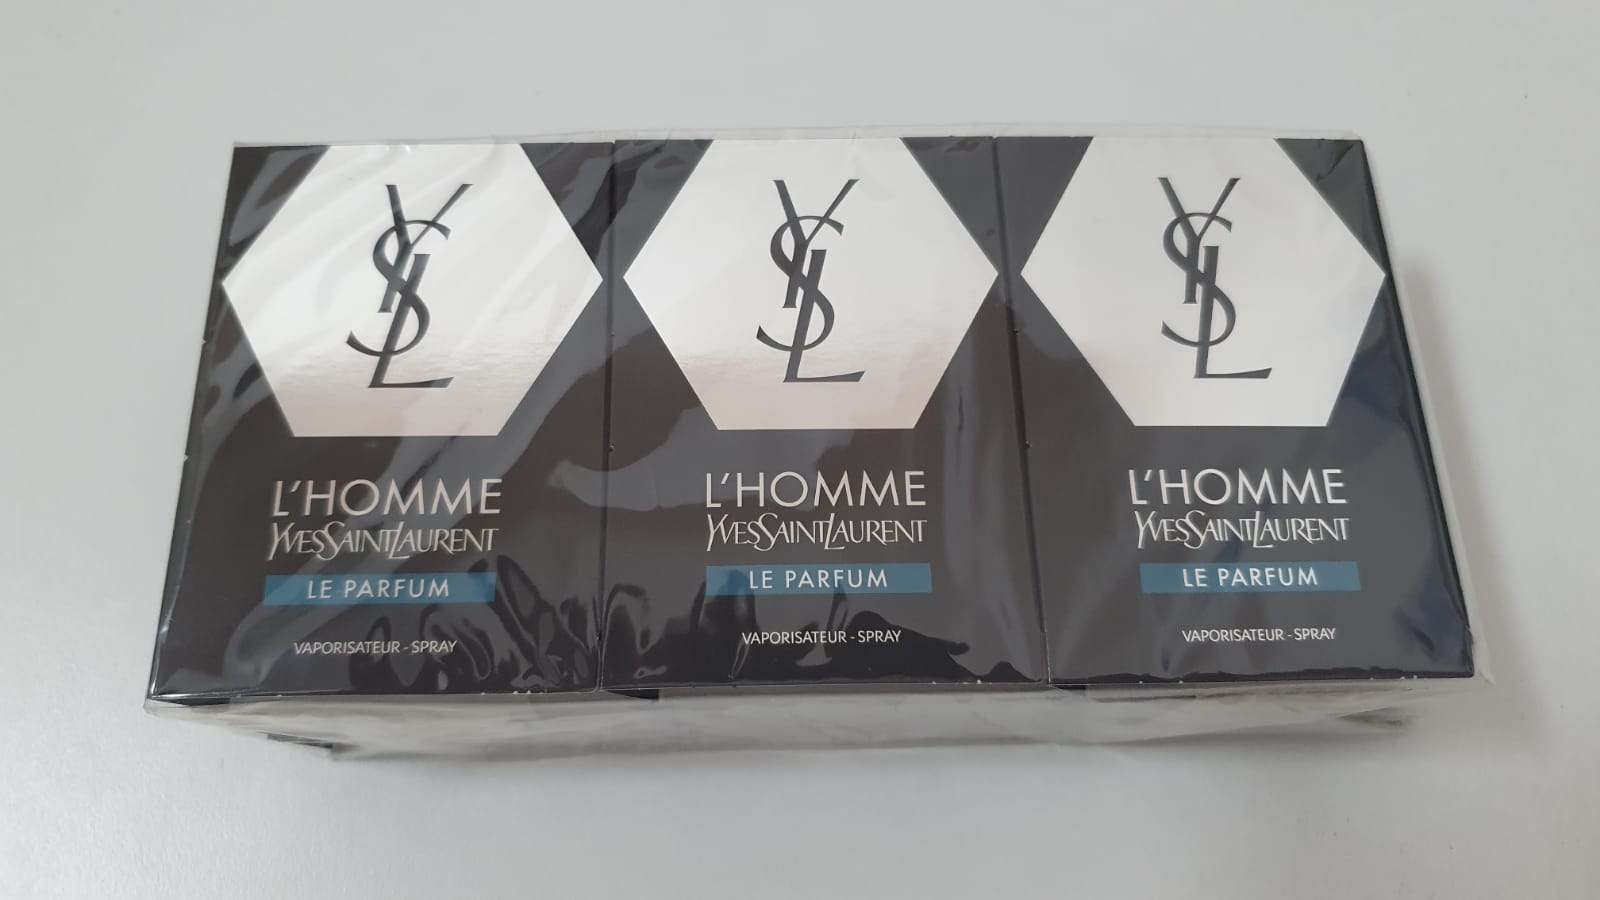 YSL
L'HOMME
YVESSAINTLAURENT
LE PARFUM
VAPORISATEUR - SPRAY
YSL
L'HOMME
YVESSAINTLAURENT
LE PARFUM
VAPORISATEUR - SPRAY
YSL
L'HOMME
YVESSAINTLAURENT
LE PARFUM
VAPORISATEUR - SPRAY